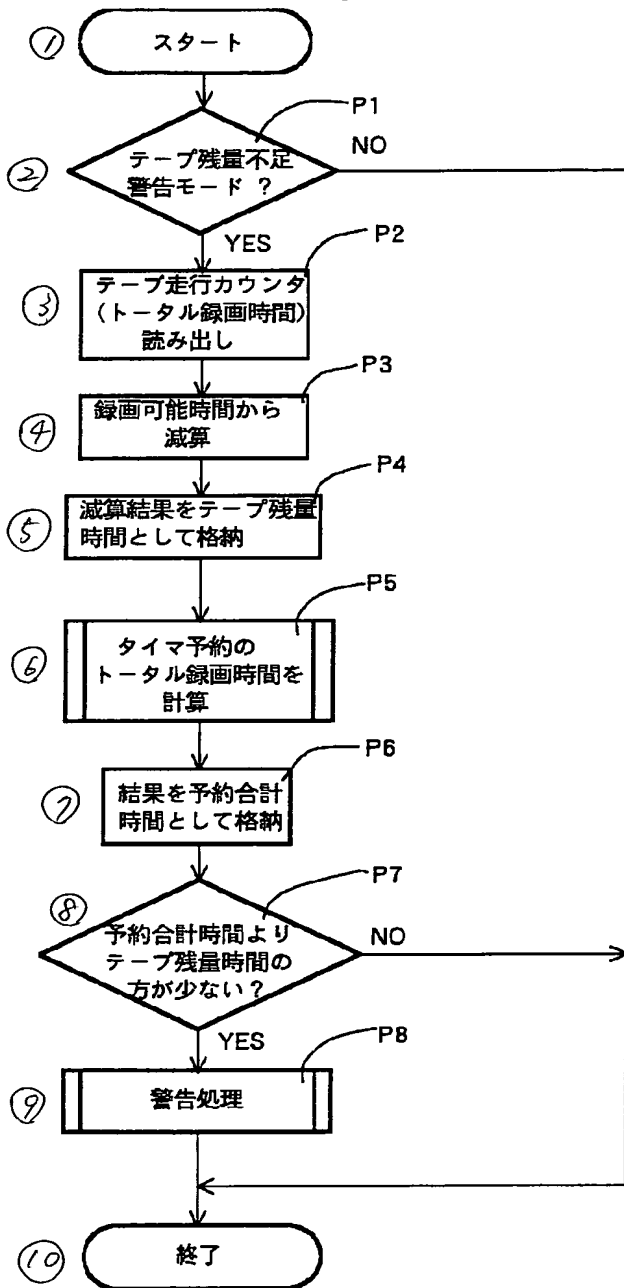 ① スタート
P1
② テープ残量不足
警告モード ?
NO
YES
P2
③ テープ走行カウンタ
(トータル録画時間)
読み出し
P3
④ 録画可能時間から
減算
P4
⑤ 減算結果をテープ残量
時間として格納
P5
⑥ タイマ予約の
トータル録画時間を
計算
P6
⑦ 結果を予約合計
時間として格納
P7
⑧ 予約合計時間より
テープ残量時間の
方が少ない?
NO
YES
P8
⑨ 警告処理
⑩ 終了